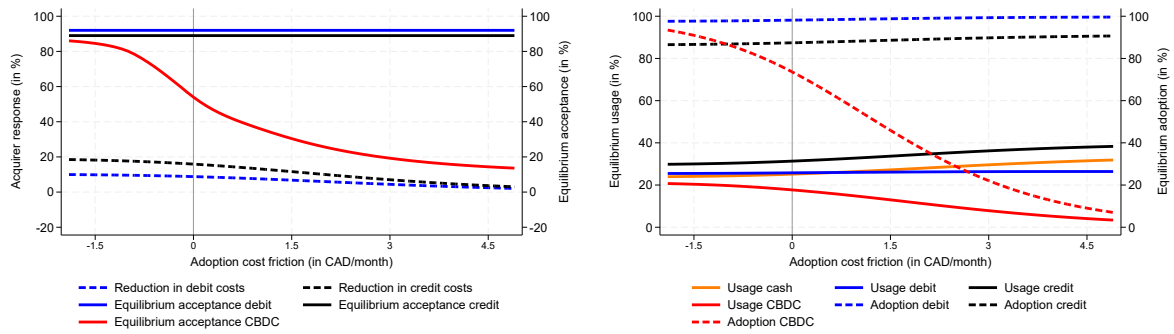 100
80
60
40
20
0
-20
Acquirer response (in %)
100
80
60
40
20
0
-20
Equilibrium acceptance (in %)
-1.5 0 1.5 3 4.5
Adoption cost friction (in CAD/month)
Reduction in debit costs Reduction in credit costs
Equilibrium acceptance debit Equilibrium acceptance credit
Equilibrium acceptance CBDC
100
80
60
40
20
0
Equilibrium usage (in %)
100
80
60
40
20
0
Equilibrium adoption (in %)
-1.5 0 1.5 3 4.5
Adoption cost friction (in CAD/month)
Usage cash Usage debit Usage credit
Usage CBDC Adoption debit Adoption credit
Adoption CBDC